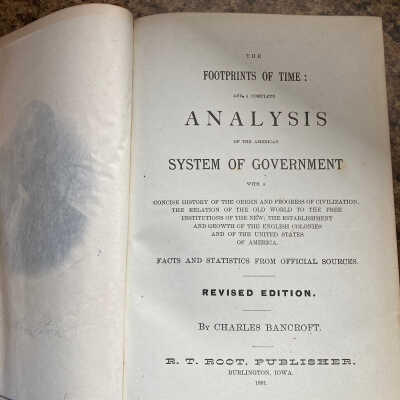 THE
FOOTPRINTS OF TIME:
AND A COMPLETE
ANALYSIS
OF THE AMERICAN
SYSTEM OF GOVERNMENT
WITH A
CONCISE HISTORY OF THE ORIGIN AND PROGRESS OF CIVILIZATION,
THE RELATION OF THE OLD WORLD TO THE FREE
INSTITUTIONS OF THE NEW; THE ESTABLISHMENT
AND GROWTH OF THE ENGLISH COLONIES
AND OF THE UNITED STATES
OF AMERICA.
FACTS AND STATISTICS FROM OFFICIAL SOURCES.
REVISED EDITION.
BY CHARLES BANCROFT.
R. T. ROOT, PUBLISHER.
BURLINGTON, IOWA.
1881.